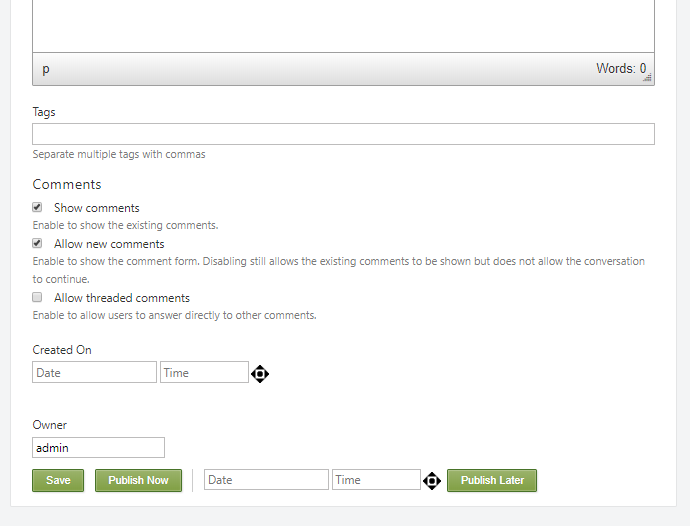 p Words: 0
Tags
Separate multiple tags with commas
Comments
Show comments
Enable to show the existing comments.
Allow new comments
Enable to show the comment form. Disabling still allows the existing comments to be shown but does not allow the conversation
to continue.
Allow threaded comments
Enable to allow users to answer directly to other comments.
Created On
Date Time
Owner
admin
Save Publish Now Date Time Publish Later